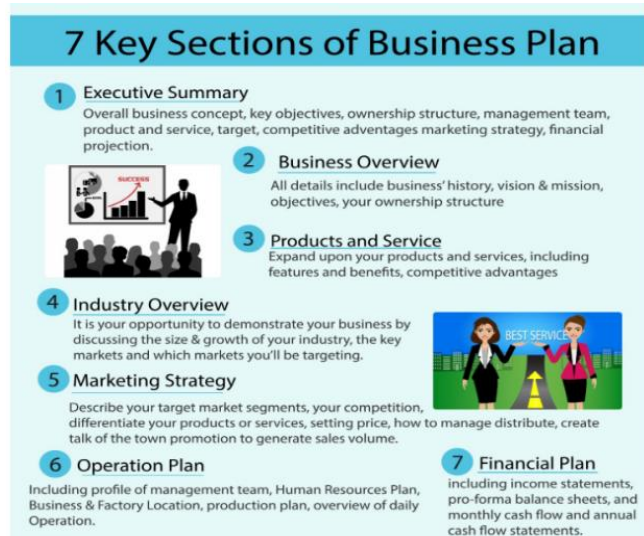 7 Key Sections of Business Plan
1
Executive Summary
Overall business concept, key objectives, ownership structure, management team,
product and service, target, competitive adventages marketing strategy, financial
projection.
SUCCESS
2
Business Overview
All details include business' history, vision & mission,
objectives, your ownership structure
3
Products and Service
Expand upon your products and services, including
features and benefits, competitive advantages
4
Industry Overview
It is your opportunity to demonstrate your business by
discussing the size & growth of your industry, the key
markets and which markets you'll be targeting.
BEST SERVICE
5
Marketing Strategy
Describe your target market segments, your competition,
differentiate your products or services, setting price, how to manage distribute, create
talk of the town promotion to generate sales volume.
6
Operation Plan
Including profile of management team, Human Resources Plan,
Business & Factory Location, production plan, overview of daily
Operation.
7
Financial Plan
including income statements,
pro-forma balance sheets, and
monthly cash flow and annual
cash flow statements.